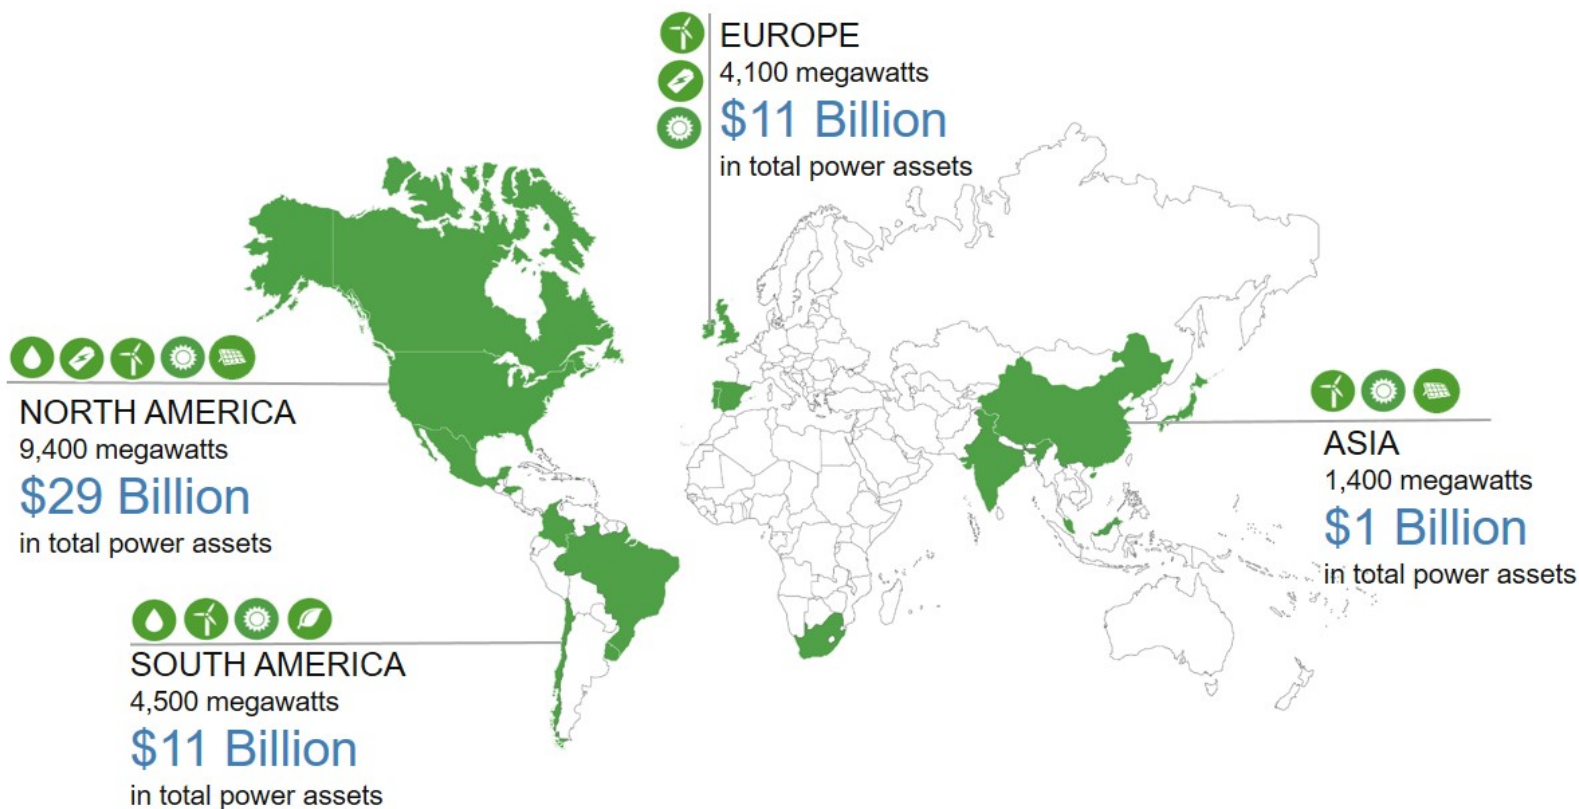 EUROPE
4,100 megawatts
$11 Billion
in total power assets
NORTH AMERICA
9,400 megawatts
$29 Billion
in total power assets
ASIA
1,400 megawatts
$1 Billion
in total power assets
SOUTH AMERICA
4,500 megawatts
$11 Billion
in total power assets